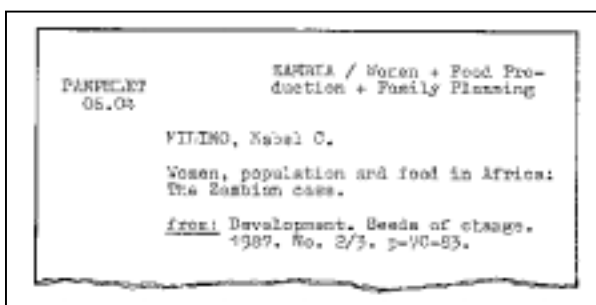 ZAMBIA / Women + Food Pro-
duction + Family Planning
PAMPHLET
06.04
MILIMO, Mabel C.
Women, population and food in Africa:
The Zambian case.
from: Development. Seeds of change.
1987. No. 2/3. p-